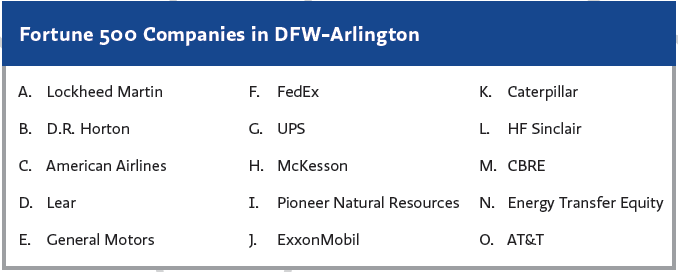 Fortune 500 Companies in DFW-Arlington
A. Lockheed Martin
B. D.R. Horton
C. American Airlines
D. Lear
E. General Motors
F. FedEx
G. UPS
H. McKesson
I. Pioneer Natural Resources
J. ExxonMobil
K. Caterpillar
L. HF Sinclair
M. CBRE
N. Energy Transfer Equity
O. AT&T